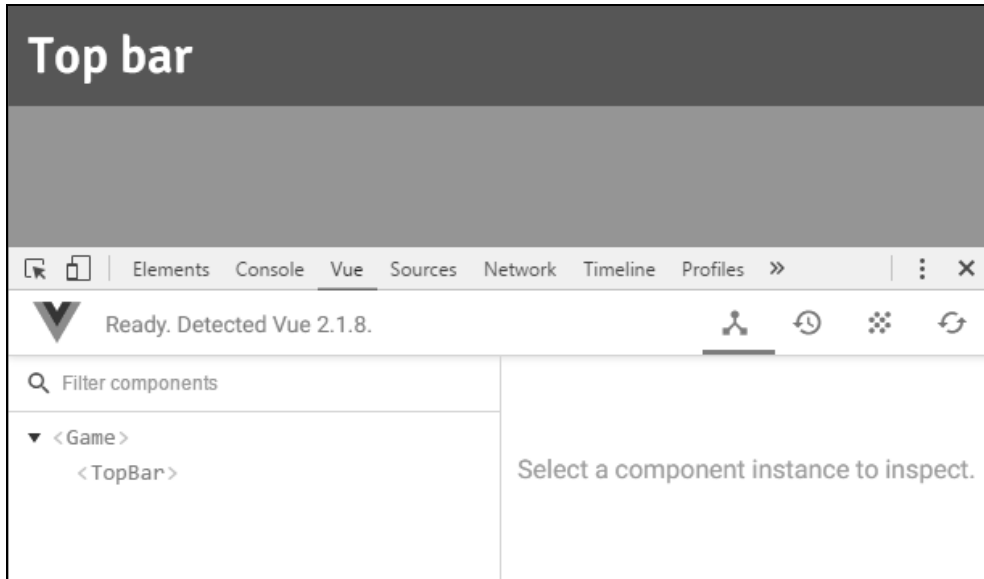 Top bar
Elements Console Vue Sources Network Timeline Profiles »
Ready. Detected Vue 2.1.8.
Filter components
▼ <Game>
<TopBar>
Select a component instance to inspect.